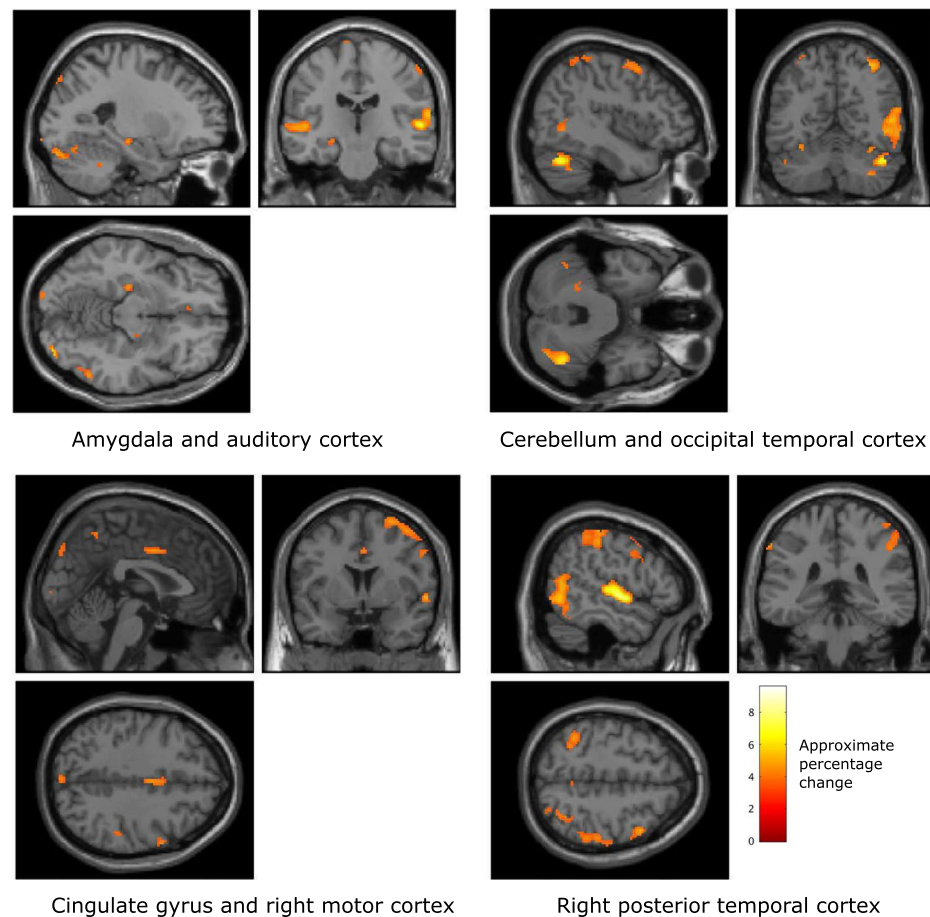 Amygdala and auditory cortex
Cerebellum and occipital temporal cortex
8
6
4
2
0
Approximate
percentage
change
Cingulate gyrus and right motor cortex
Right posterior temporal cortex